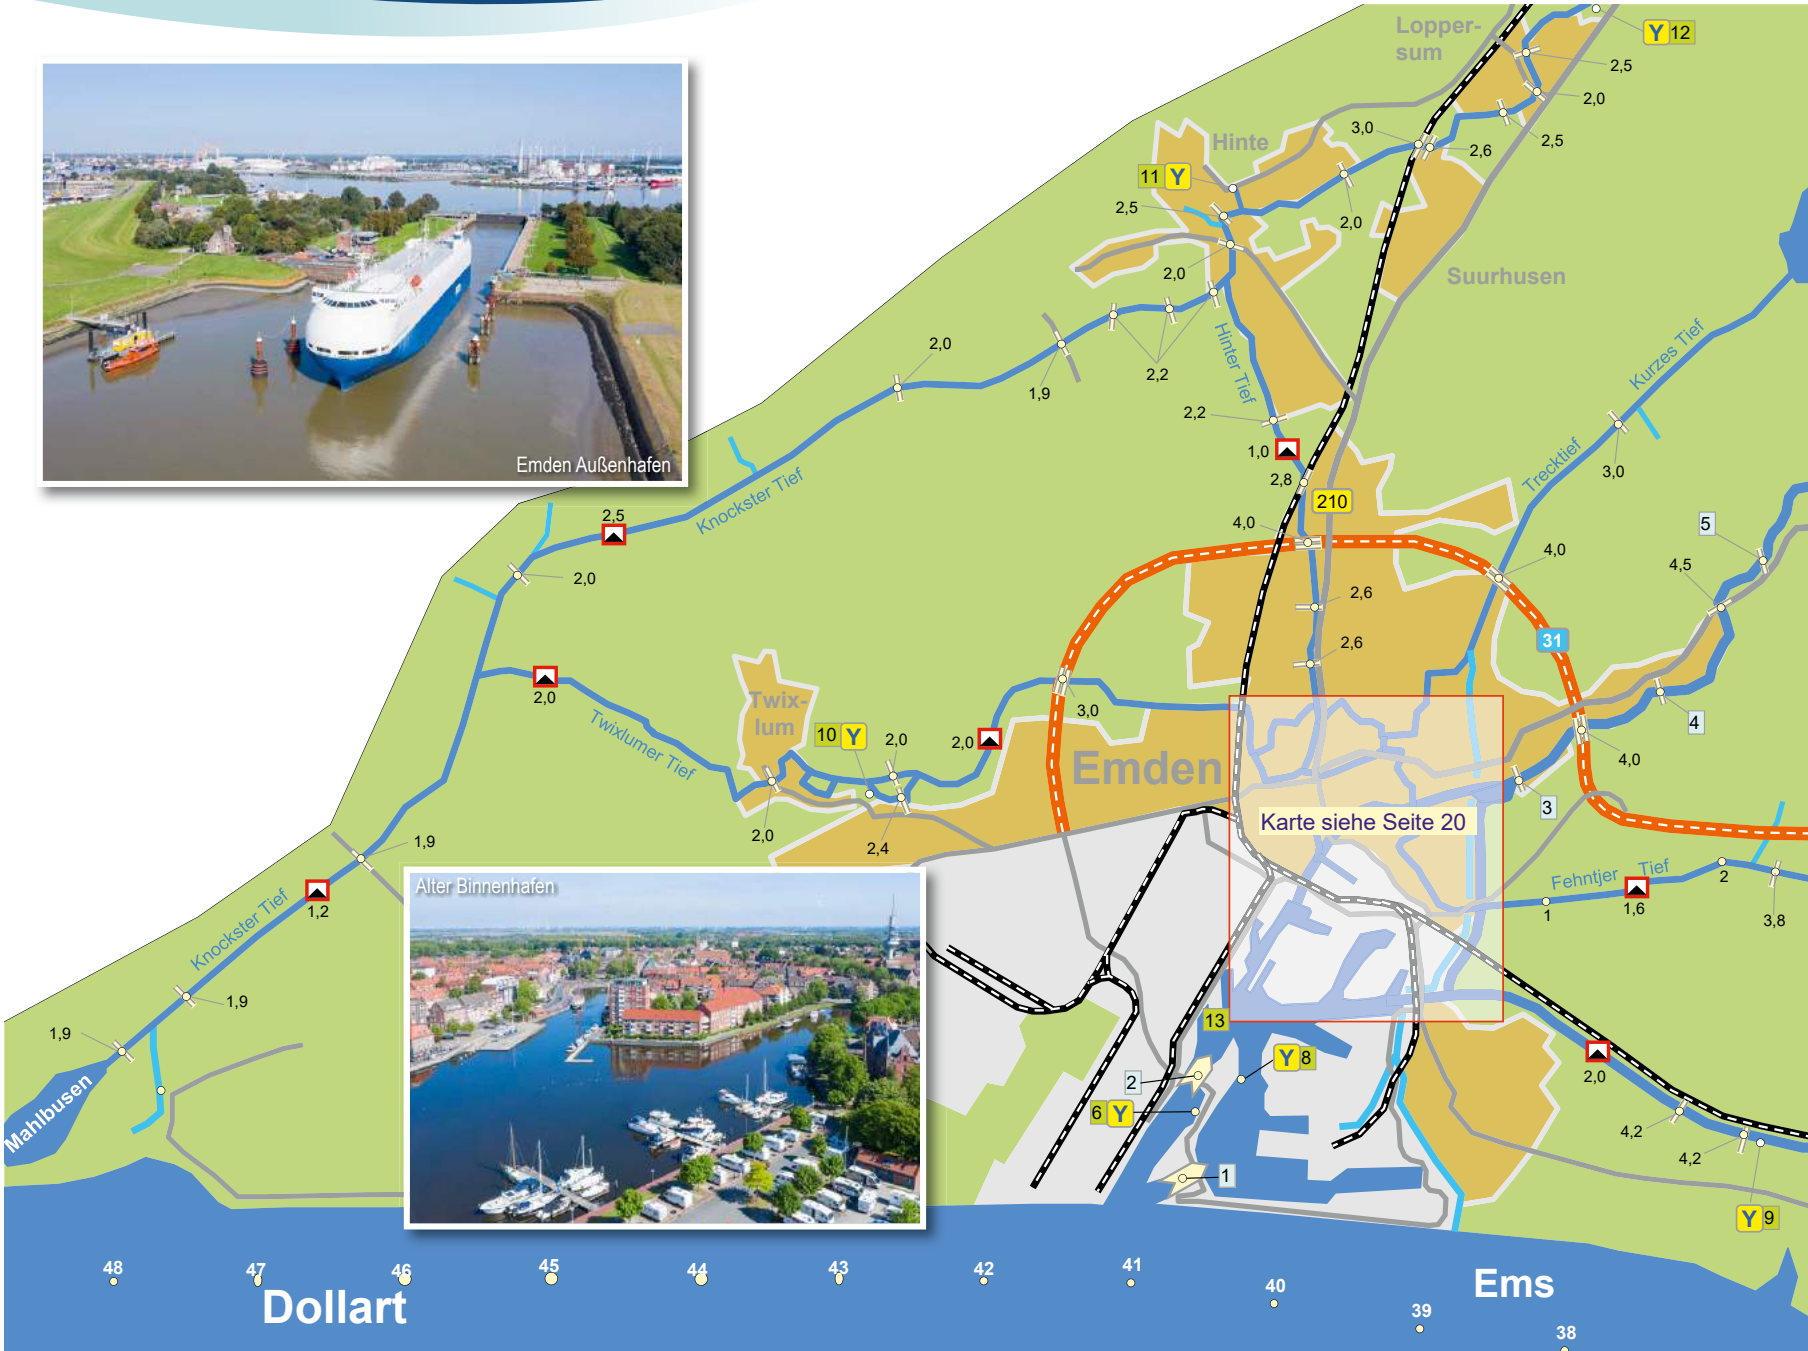 Lopper-
sum
Y 12
2,5
2,0
2,5
3,0
2,6
Hinte
11 Y
2,5
2,0
2,0
Suurhusen
Emden Außenhafen
2,0
1,9
2,2
Hinter Tief
2,2
1,0
2,8
210
Kurzes Tief
Trecktief
3,0
5
4,5
4,0
4,0
Knockster Tief
2,5
2,0
2,6
2,6
31
2,0
Twixlumer Tief
Twix-
lum
10 Y
2,0
2,0
3,0
4
4,0
Emden
3
Karte siehe Seite 20
2,0
2,4
1,9
Alter Binnenhafen
Fehntjer Tief
2
1
1,6
3,8
1,2
Knockster Tief
1,9
1,9
Mahlbusen
13
Y 8
2
6 Y
1
2,0
4,2
4,2
Y 9
48
47
46
45
44
43
42
41
40
39
38
Dollart
Ems